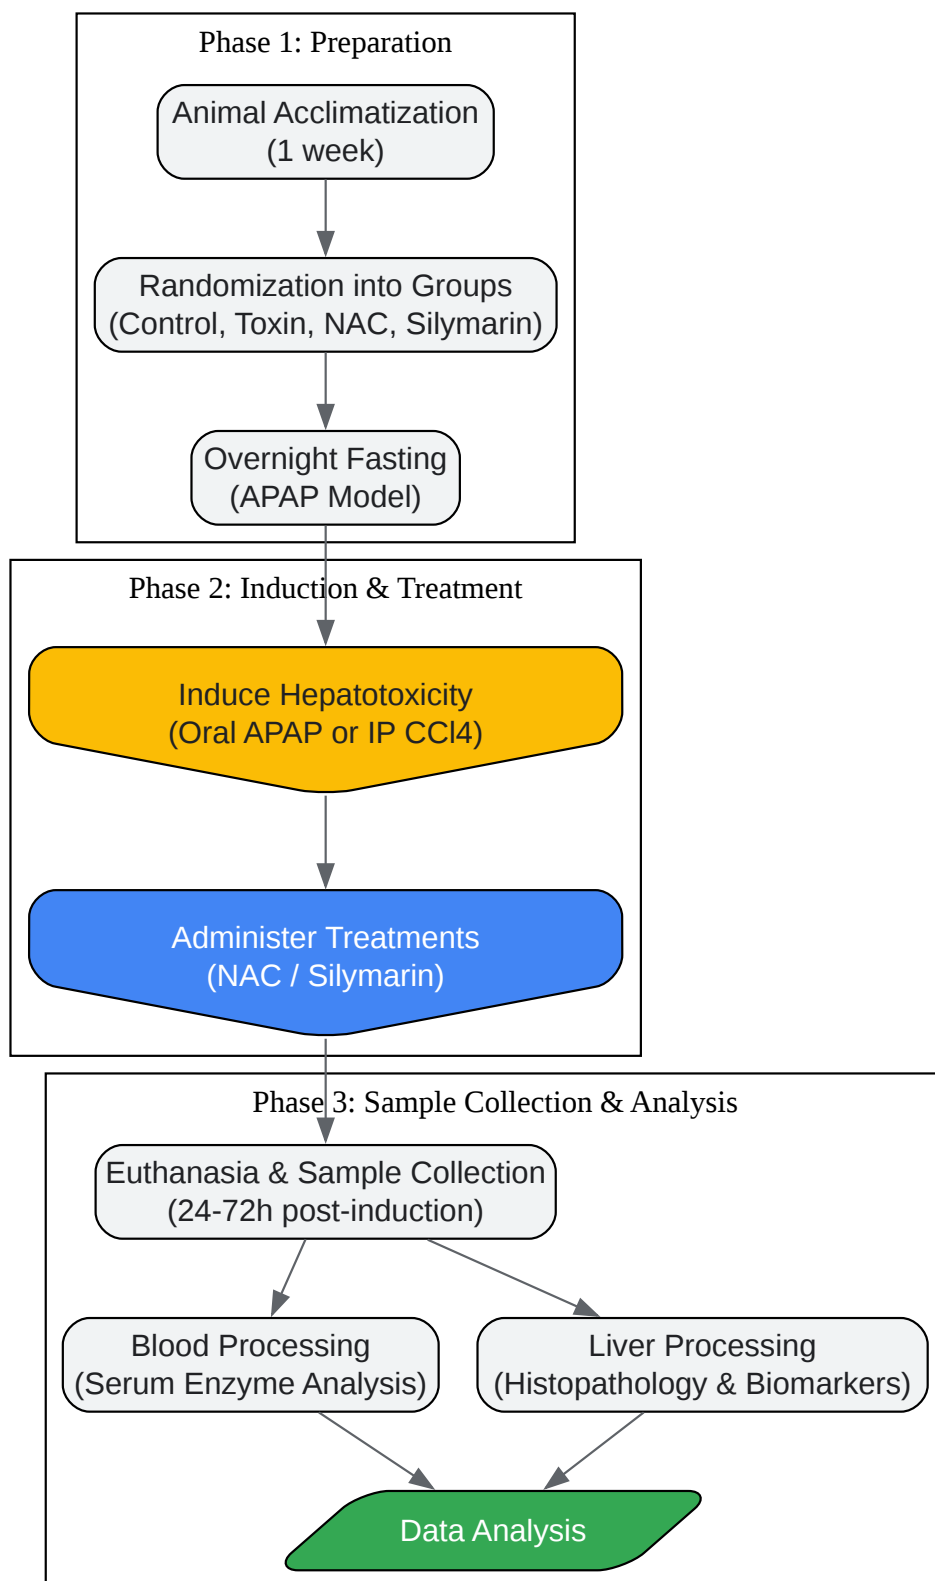 Phase 1: Preparation
Animal Acclimatization
(1 week)
Randomization into Groups
(Control, Toxin, NAC, Silymarin)
Overnight Fasting
(APAP Model)
Phase 2: Induction & Treatment
Induce Hepatotoxicity
(Oral APAP or IP CCl4)
Administer Treatments
(NAC / Silymarin)
Phase 3: Sample Collection & Analysis
Euthanasia & Sample Collection
(24-72h post-induction)
Blood Processing
(Serum Enzyme Analysis)
Liver Processing
(Histopathology & Biomarkers)
Data Analysis